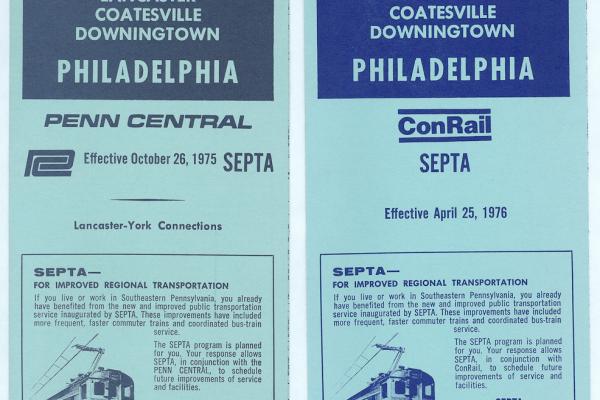 LANCASTER
COATESVILLE
DOWNINGTOWN
PHILADELPHIA
PENN CENTRAL
Effective October 26, 1975 SEPTA
Lancaster-York Connections
SEPTA—
FOR IMPROVED REGIONAL TRANSPORTATION
If you live or work in Southeastern Pennsylvania, you already
have benefited from the new and improved public transportation
service inaugurated by SEPTA. These improvements have included
more frequent, faster commuter trains and coordinated bus-train
service.
The SEPTA program is planned
for you. Your response allows
SEPTA, in conjunction with the
PENN CENTRAL, to schedule
future improvements of service
and facilities.
COATESVILLE
DOWNINGTOWN
PHILADELPHIA
ConRail
SEPTA
Effective April 25, 1976
SEPTA—
FOR IMPROVED REGIONAL TRANSPORTATION
If you live or work in Southeastern Pennsylvania, you already
have benefited from the new and improved public transportation
service inaugurated by SEPTA. These improvements have included
more frequent, faster commuter trains and coordinated bus-train
service.
The SEPTA program is planned
for you. Your response allows
SEPTA, in conjunction with
ConRail, to schedule future
improvements of service and
facilities.
SEPTA